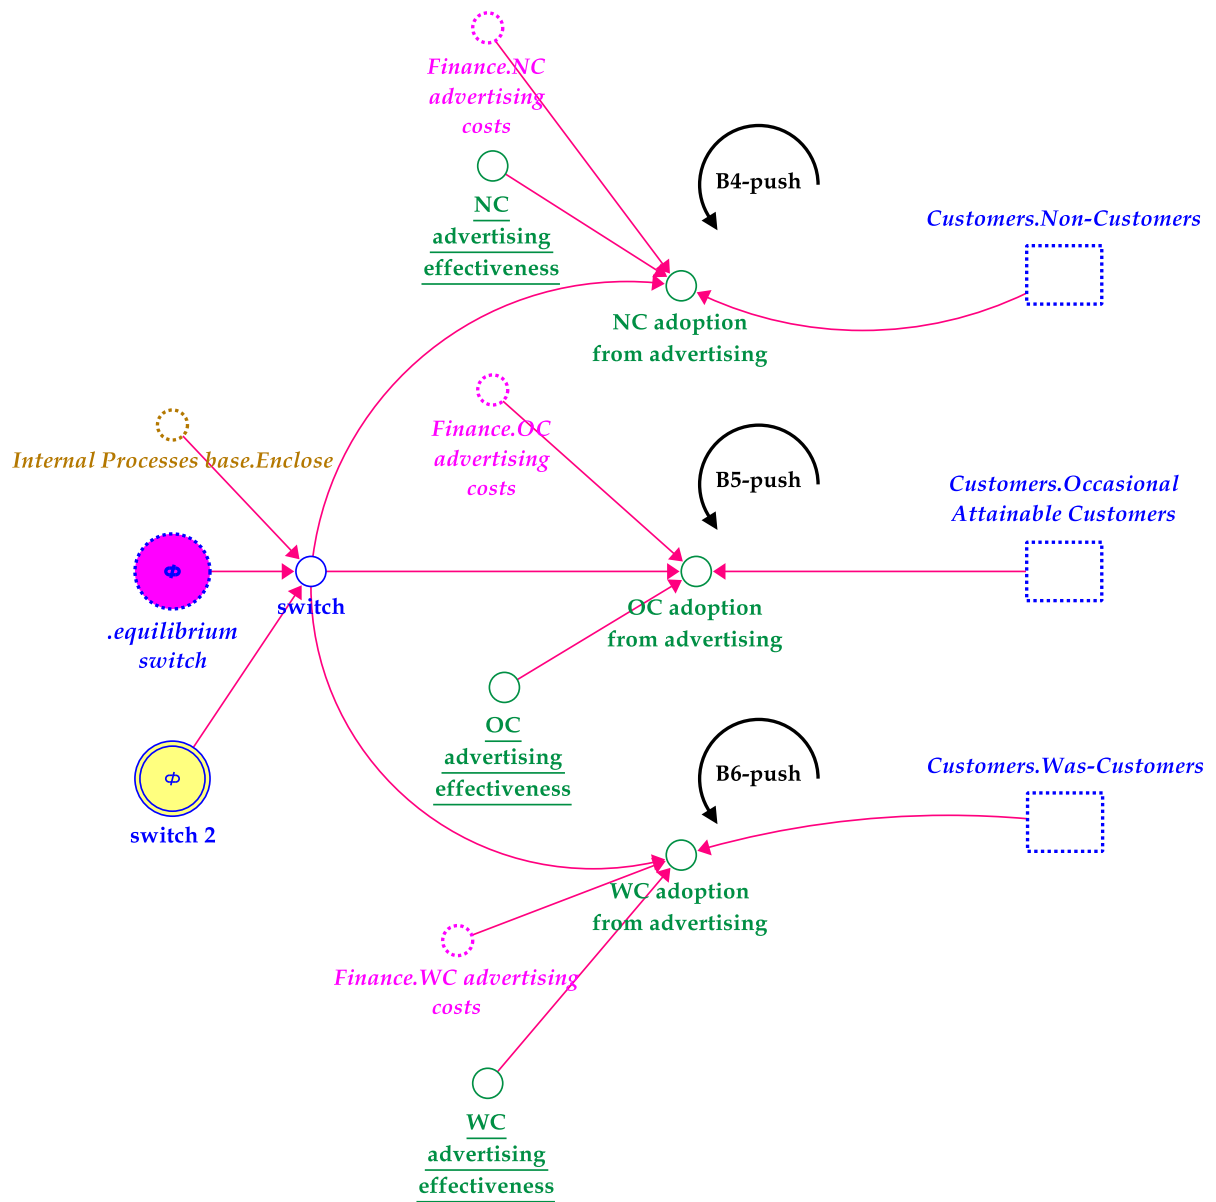 Finance.NC
advertising
costs
NC
advertising
effectiveness
B4-push
Customers.Non-Customers
NC adoption
from advertising
Internal Processes base.Enclose
Finance.OC
advertising
costs
B5-push
Customers.Occasional
Attainable Customers
Φ
.equilibrium
switch
switch
OC adoption
from advertising
OC
advertising
effectiveness
Φ
switch 2
B6-push
Customers.Was-Customers
WC adoption
from advertising
Finance.WC advertising
costs
WC
advertising
effectiveness